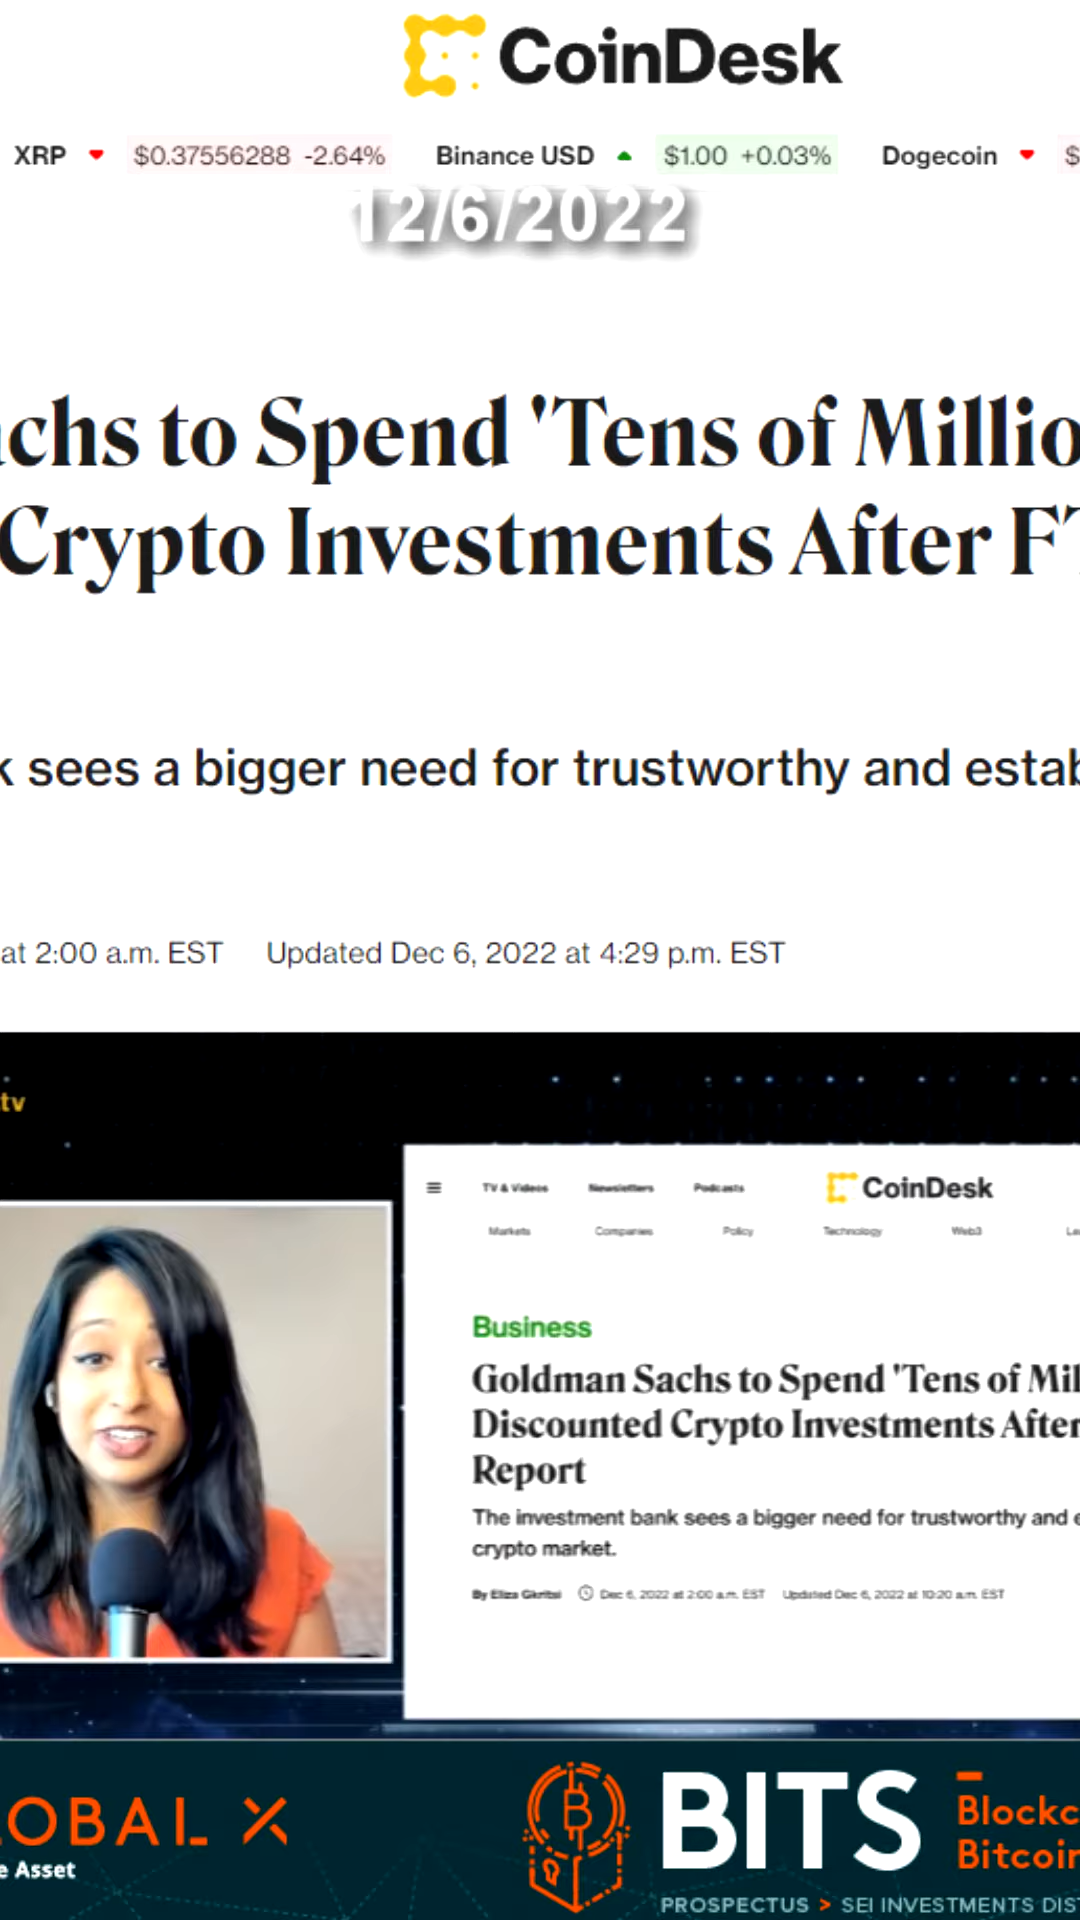 CoinDesk
XRP $0.37556288 -2.64% Binance USD $1.00 +0.03% Dogecoin $
12/6/2022
achs to Spend 'Tens of Millio
Crypto Investments After FT
k sees a bigger need for trustworthy and estab
at 2:00 a.m. EST Updated Dec 6, 2022 at 4:29 p.m. EST
tv
TV & Videos Newsletters Podcasts CoinDesk
Markets Companies Policy Technology Web3 Le
Business
Goldman Sachs to Spend 'Tens of Mil
Discounted Crypto Investments After
Report
The investment bank sees a bigger need for trustworthy and e
crypto market.
By Eliza Gkritsi Dec 6, 2022 at 2:00 a.m. EST Updated Dec 6, 2022 at 10:20 a.m. EST
OBAL X
e Asset
BITS
Blockc
Bitcoin
PROSPECTUS > SEI INVESTMENTS DIST